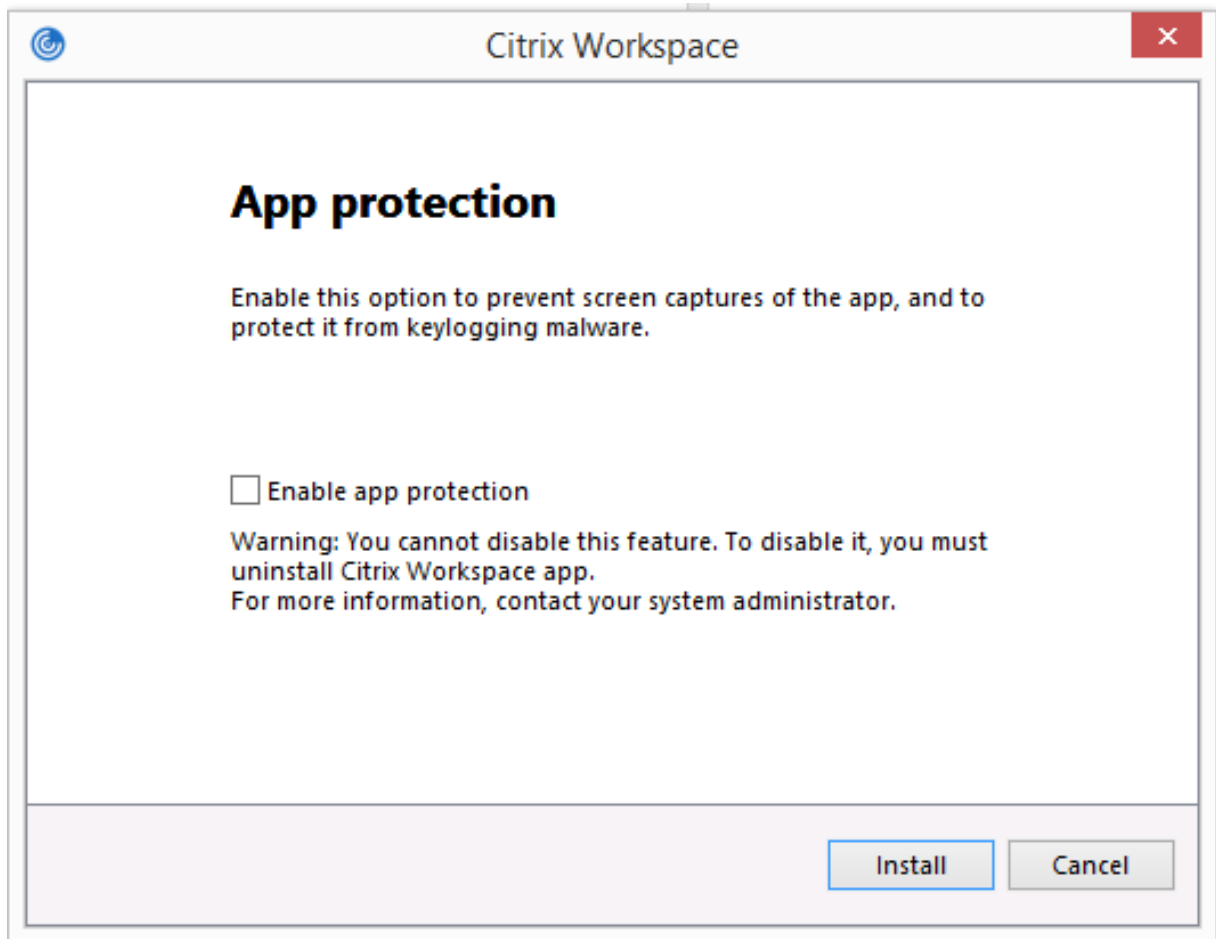 Citrix Workspace
App protection
Enable this option to prevent screen captures of the app, and to
protect it from keylogging malware.
Enable app protection
Warning: You cannot disable this feature. To disable it, you must
uninstall Citrix Workspace app.
For more information, contact your system administrator.
Install
Cancel